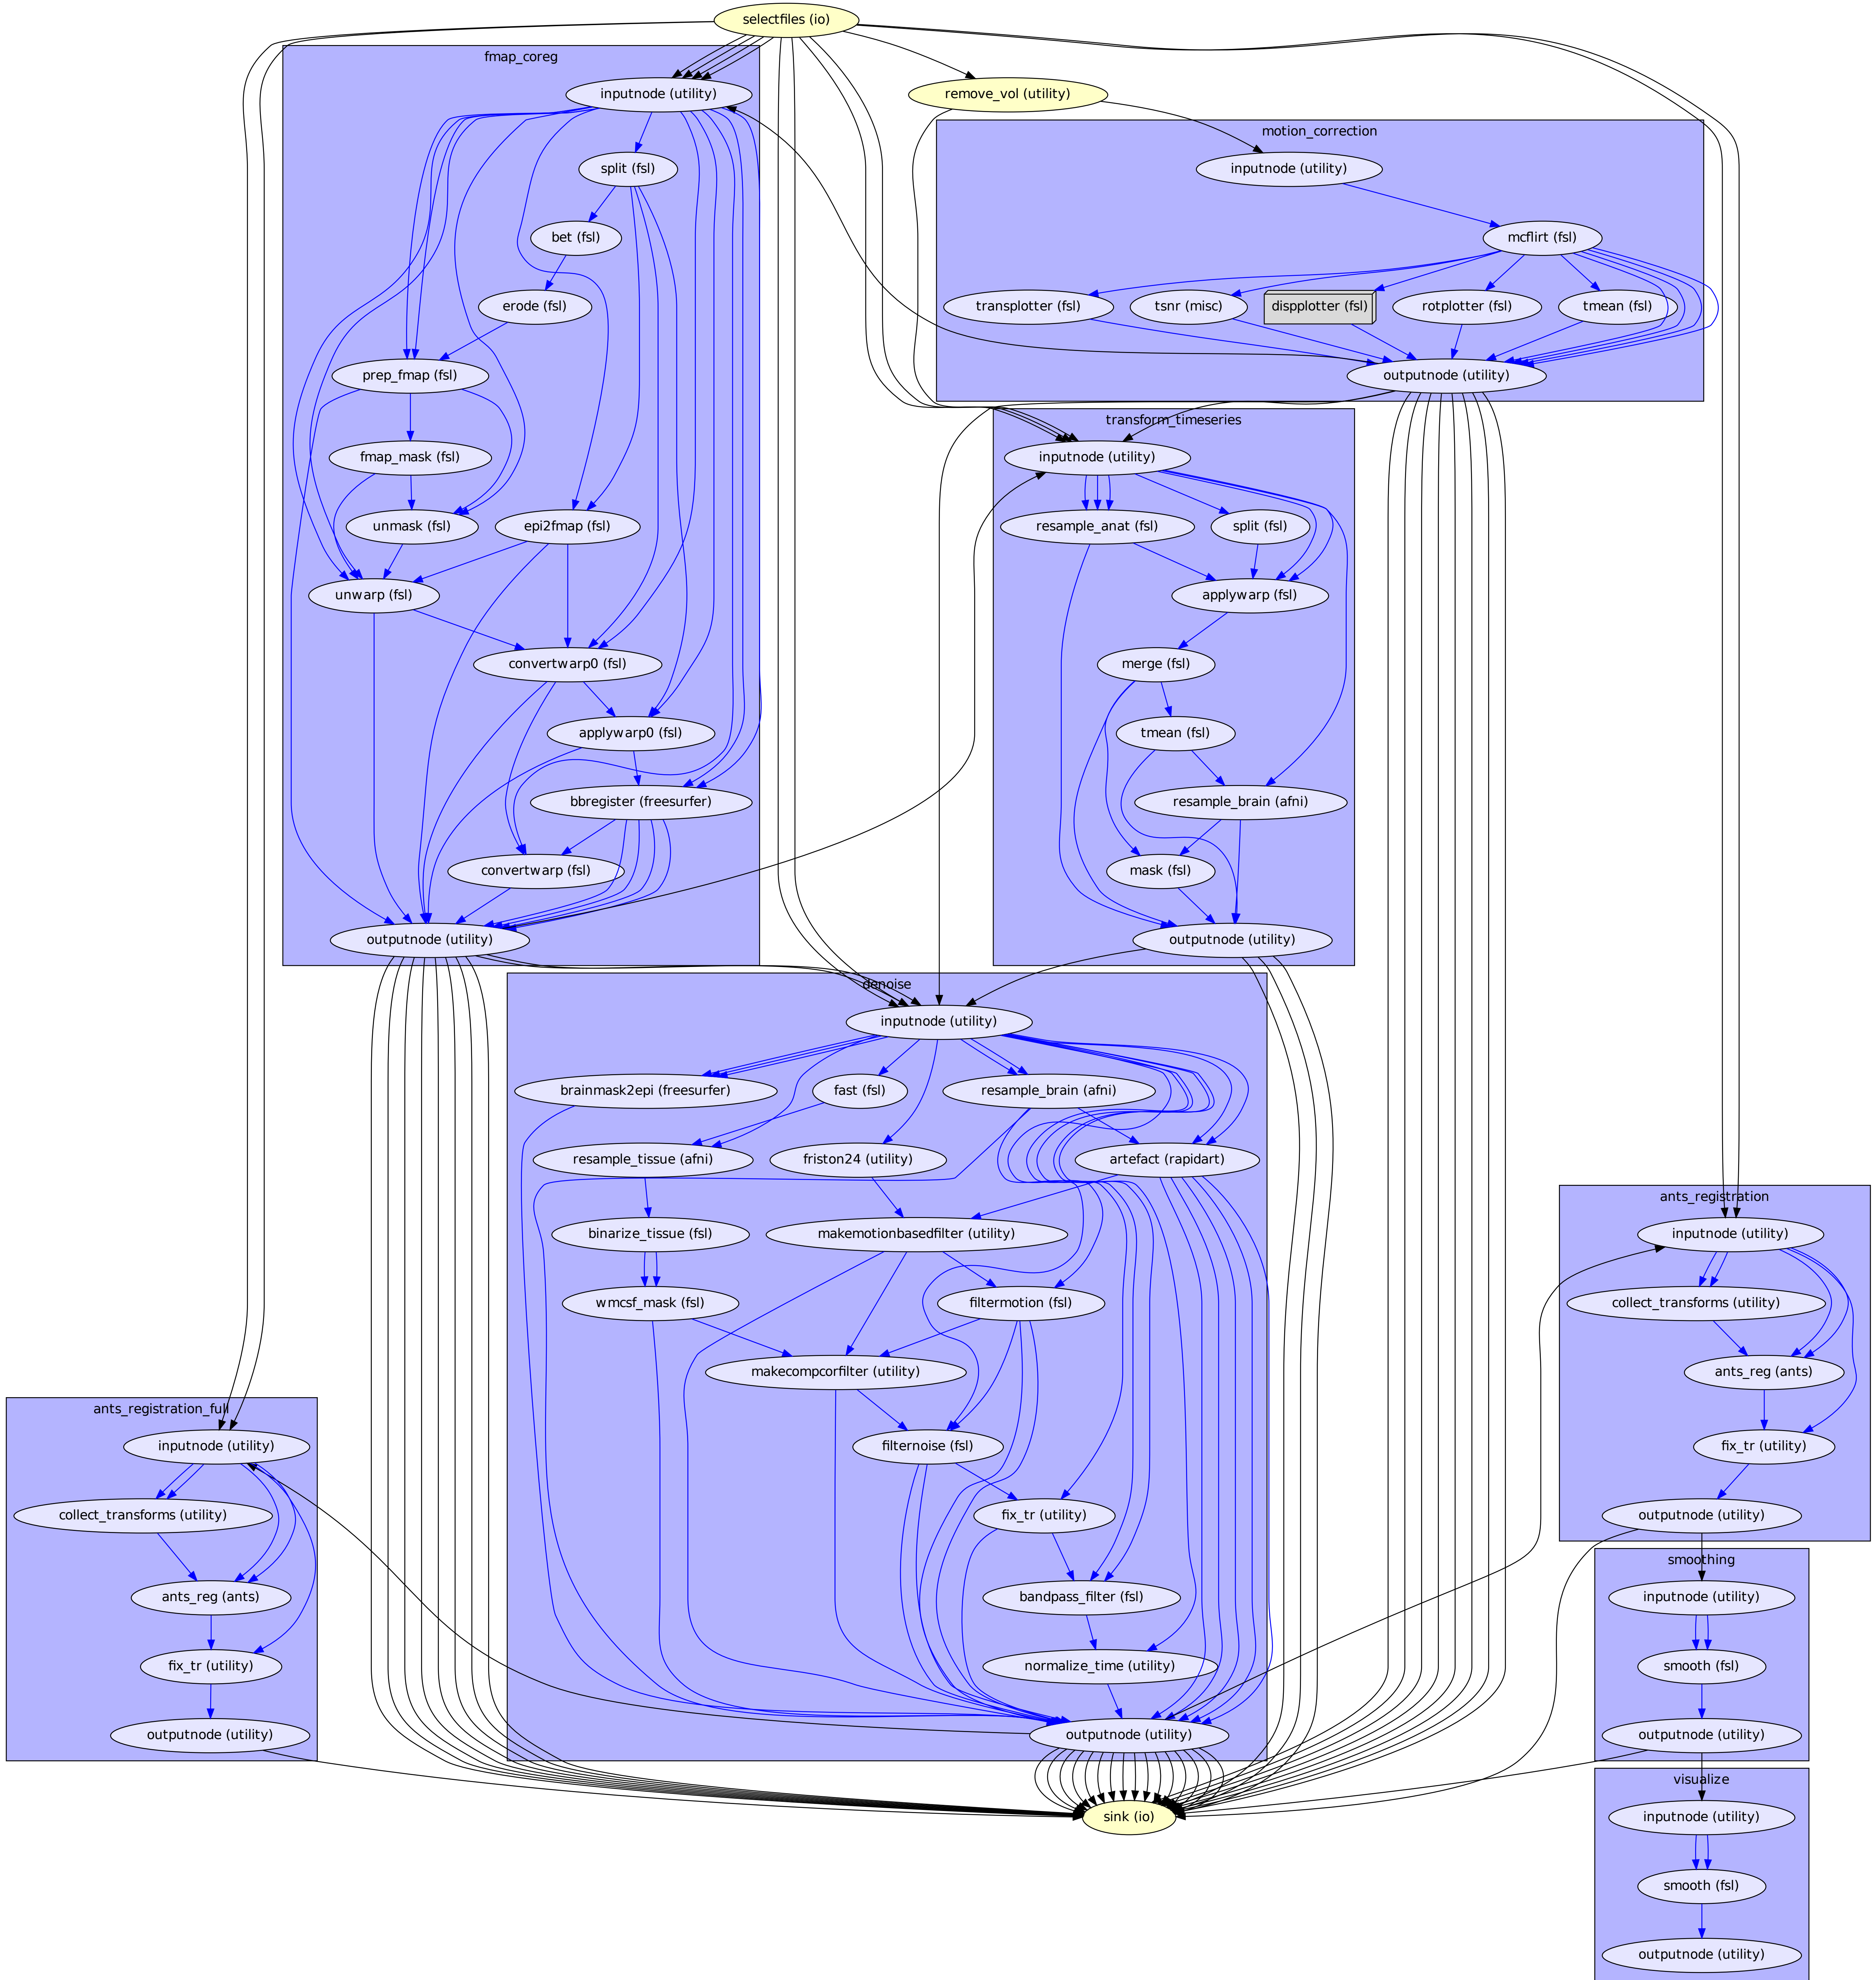 selectfiles (io)
fmap_coreg
inputnode (utility)
remove_vol (utility)
motion_correction
split (fsl)
inputnode (utility)
bet (fsl)
mcflirt (fsl)
erode (fsl)
transplotter (fsl)
tsnr (misc)
dispplotter (fsl)
rotplotter (fsl)
tmean (fsl)
prep_fmap (fsl)
outputnode (utility)
transform_timeseries
fmap_mask (fsl)
inputnode (utility)
unmask (fsl)
epi2fmap (fsl)
resample_anat (fsl)
split (fsl)
unwarp (fsl)
applywarp (fsl)
convertwarp0 (fsl)
merge (fsl)
applywarp0 (fsl)
tmean (fsl)
bbregister (freesurfer)
resample_brain (afni)
convertwarp (fsl)
mask (fsl)
outputnode (utility)
outputnode (utility)
denoise
inputnode (utility)
brainmask2epi (freesurfer)
fast (fsl)
resample_brain (afni)
resample_tissue (afni)
friston24 (utility)
artefact (rapidart)
ants_registration
binarize_tissue (fsl)
makemotionbasedfilter (utility)
inputnode (utility)
wmcsf_mask (fsl)
filtermotion (fsl)
collect_transforms (utility)
makecompcorfilter (utility)
ants_reg (ants)
ants_registration_full
inputnode (utility)
filternoise (fsl)
fix_tr (utility)
collect_transforms (utility)
fix_tr (utility)
outputnode (utility)
smoothing
ants_reg (ants)
bandpass_filter (fsl)
inputnode (utility)
fix_tr (utility)
normalize_time (utility)
smooth (fsl)
outputnode (utility)
outputnode (utility)
outputnode (utility)
visualize
sink (io)
inputnode (utility)
smooth (fsl)
outputnode (utility)